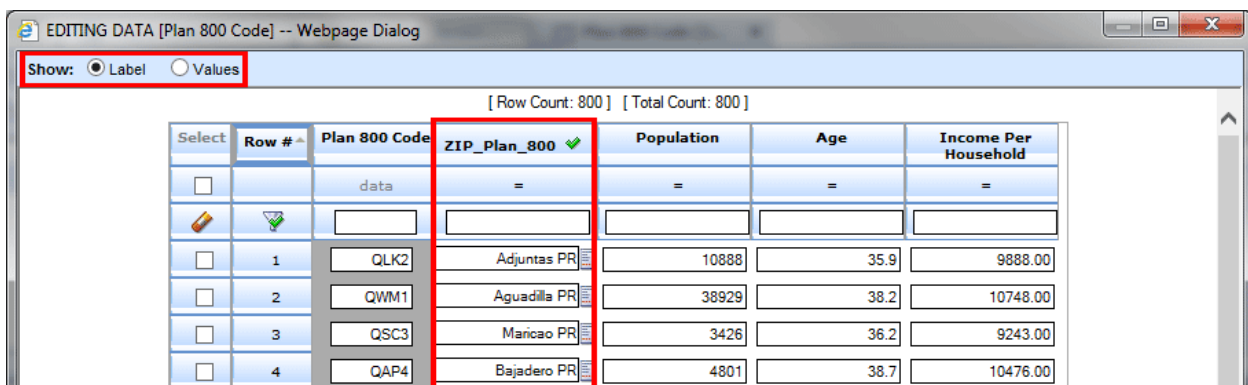 EDITING DATA [Plan 800 Code] -- Webpage Dialog
Show: Label Values
[ Row Count: 800 ] [ Total Count: 800 ]
Select Row # Plan 800 Code ZIP_Plan_800 Population Age Income Per Household
data = = = =
1 QLK2 Adjuntas PR 10888 35.9 9888.00
2 QWM1 Aguadilla PR 38929 38.2 10748.00
3 QSC3 Maricao PR 3426 36.2 9243.00
4 QAP4 Bajadero PR 4801 38.7 10476.00